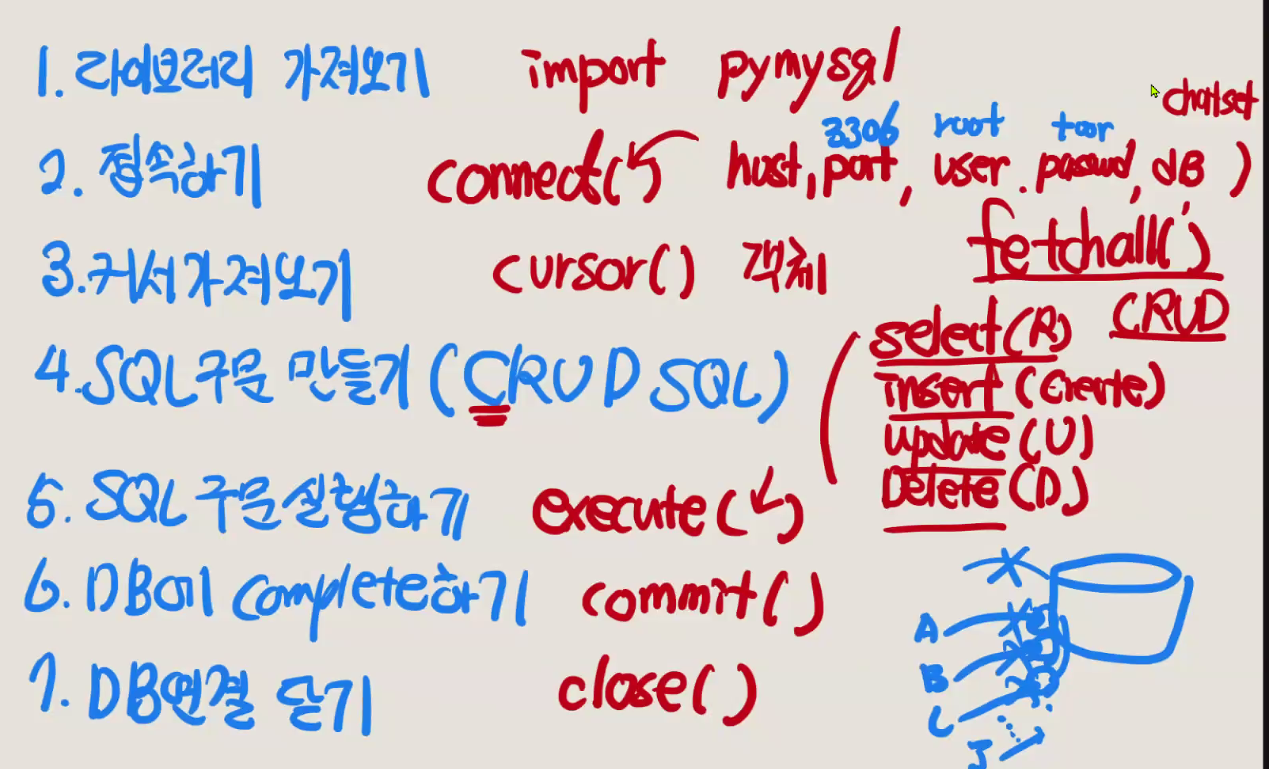 1. 라이브러리 가져오기 import pymysql
charset
3306 root toor
2. 접속하기 connect( ) host, port, user. passwd, dB )
fetchall()
3. 커서가져오기 cursor() 객체
CRUD
select(R)
4. SQL구문 만들기 (CRUD SQL)
insert (Create)
update (U)
Delete (D)
5. SQL 구문실행하기 execute( )
6. DB에 complete하기 commit()
A
B
7. DB연결 닫기 close()
C
J